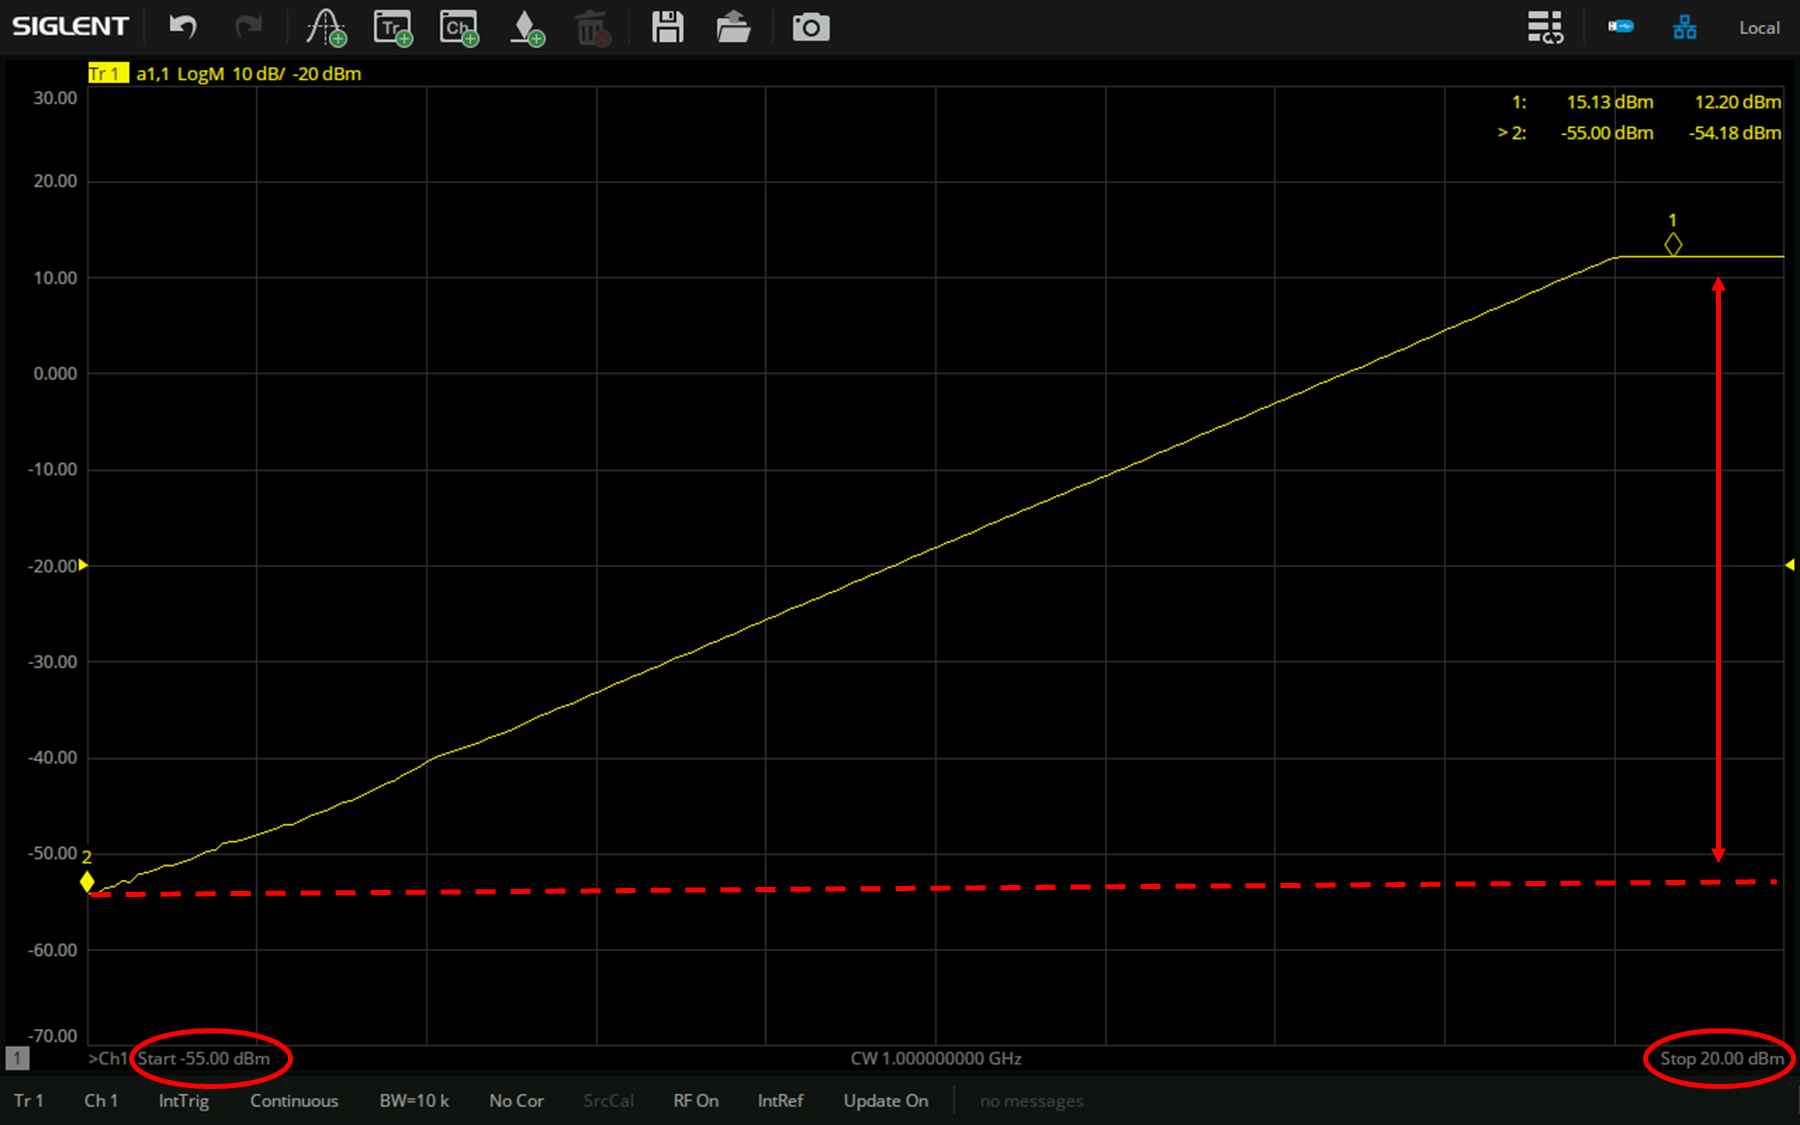 SIGLENT Tr Ch Local
Tr 1 a1,1 LogM 10 dB/ -20 dBm
30.00
20.00
10.00
0.000
-10.00
-20.00
-30.00
-40.00
-50.00
-60.00
-70.00
1: 15.13 dBm 12.20 dBm
> 2: -55.00 dBm -54.18 dBm
1
2
1 >Ch1 Start -55.00 dBm CW 1.000000000 GHz Stop 20.00 dBm
Tr 1 Ch 1 IntTrig Continuous BW=10 k No Cor SrcCal RF On IntRef Update On no messages